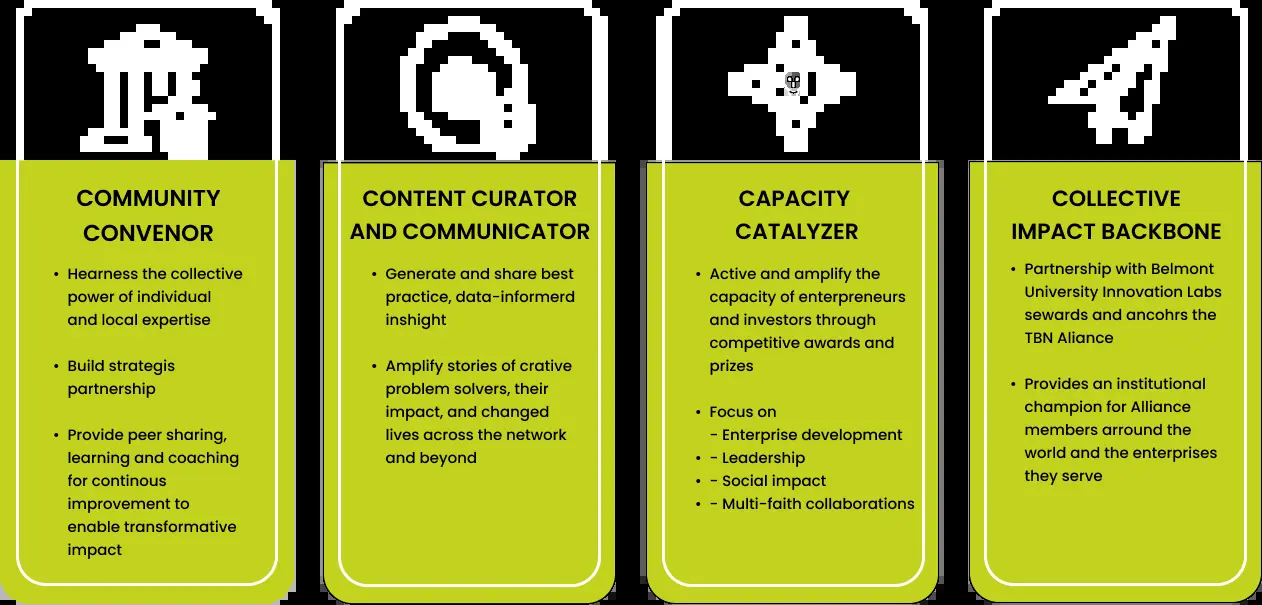 COMMUNITY
CONVENOR
• Hearness the collective
power of individual
and local expertise
• Build strategis
partnership
• Provide peer sharing,
learning and coaching
for continous
improvement to
enable transformative
impact
CONTENT CURATOR
AND COMMUNICATOR
• Generate and share best
practice, data-informerd
inshight
• Amplify stories of crative
problem solvers, their
impact, and changed
lives across the network
and beyond
CAPACITY
CATALYZER
• Active and amplify the
capacity of enterpreneurs
and investors through
competitive awards and
prizes
• Focus on
- Enterprise development
• - Leadership
• - Social impact
• - Multi-faith collaborations
COLLECTIVE
IMPACT BACKBONE
• Partnership with Belmont
University Innovation Labs
sewards and ancohrs the
TBN Aliance
• Provides an institutional
champion for Alliance
members arround the
world and the enterprises
they serve